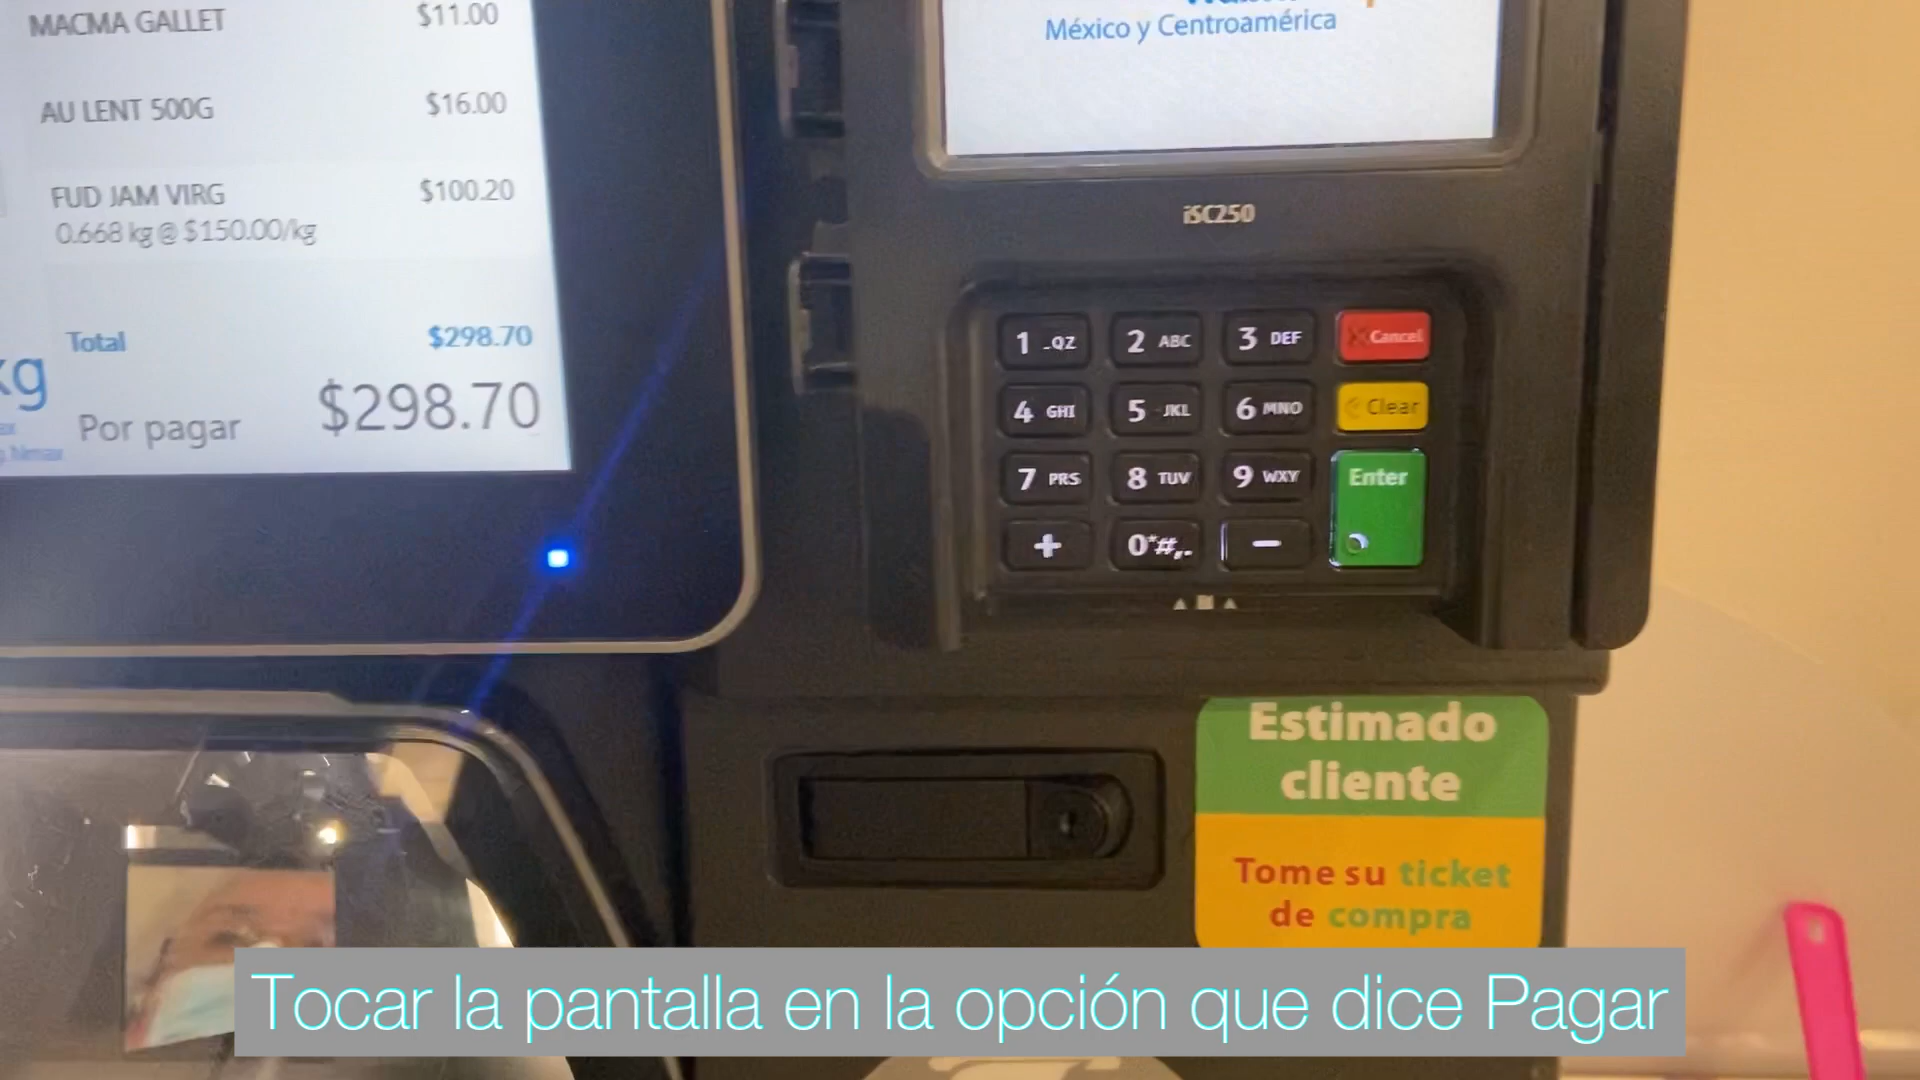 MACMA GALLET $11.00
AU LENT 500G $16.00
FUD JAM VIRG $100.20
0.668 kg @ $150.00/kg
Total $298.70
kg
Por pagar $298.70
México y Centroamérica
iSC250
1 -QZ 2 ABC 3 DEF Cancel
4 GHI 5 JKL 6 MNO Clear
7 PRS 8 TUV 9 WXY Enter
+ 0*#,. -
Estimado
cliente
Tome su ticket
de compra
Tocar la pantalla en la opción que dice Pagar